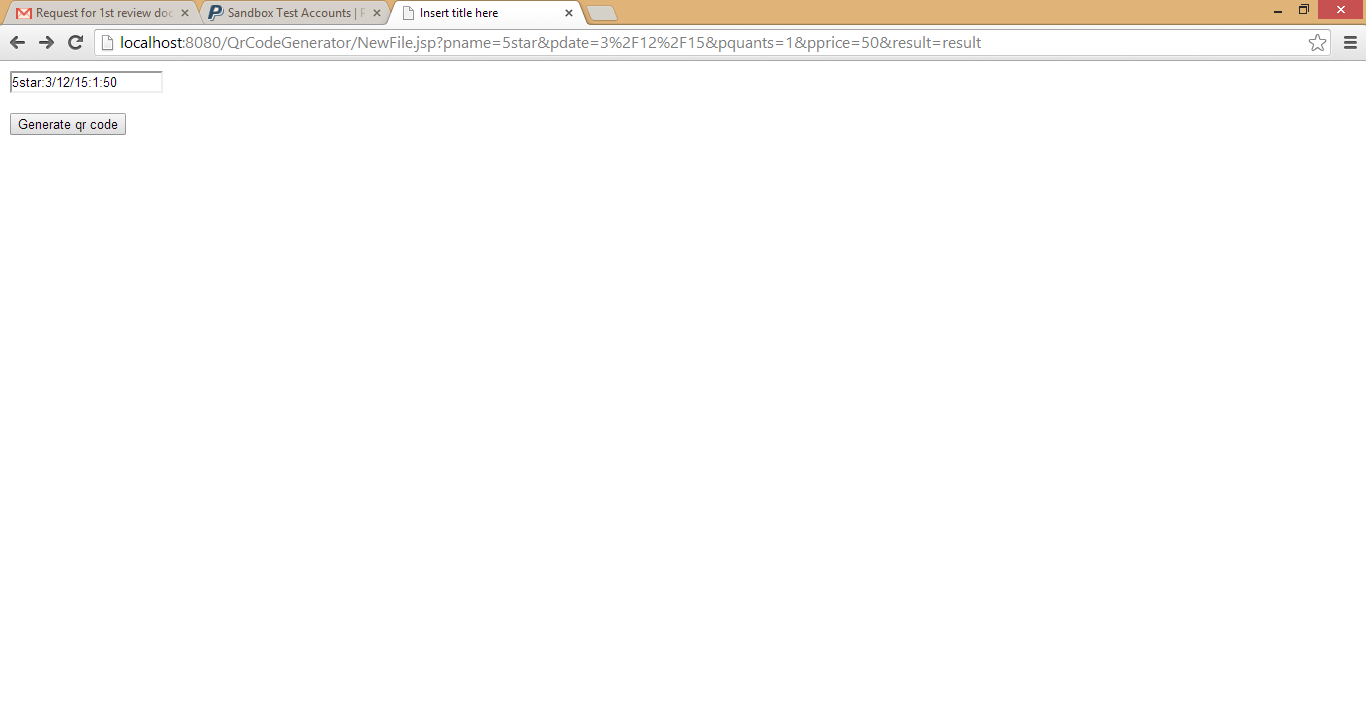 Request for 1st review doc
Sandbox Test Accounts |
Insert title here
localhost:8080/QrCodeGenerator/NewFile.jsp?pname=5star&pdate=3%2F12%2F15&pquants=1&pprice=50&result=result
5star:3/12/15:1:50
Generate qr code